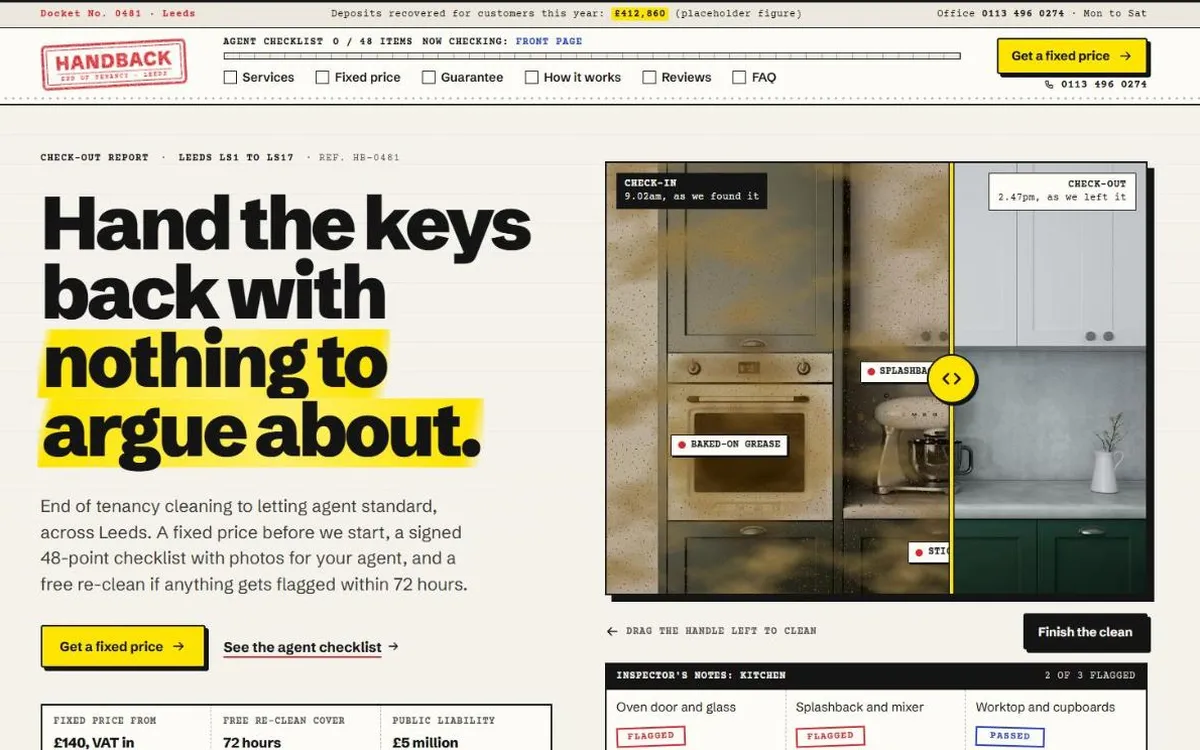 Docket No. 0481 · Leeds
Deposits recovered for customers this year: £412,860 (placeholder figure)
Office 0113 496 0274 · Mon to Sat
HANDBACK
END OF TENANCY · LEEDS
AGENT CHECKLIST 0 / 48 ITEMS NOW CHECKING: FRONT PAGE
Services
Fixed price
Guarantee
How it works
Reviews
FAQ
Get a fixed price →
0113 496 0274
CHECK-OUT REPORT · LEEDS LS1 TO LS17 · REF. HB-0481
Hand the keys
back with
nothing to
argue about.
End of tenancy cleaning to letting agent standard,
across Leeds. A fixed price before we start, a signed
48-point checklist with photos for your agent, and a
free re-clean if anything gets flagged within 72 hours.
Get a fixed price →
See the agent checklist →
FIXED PRICE FROM
£140, VAT in
FREE RE-CLEAN COVER
72 hours
PUBLIC LIABILITY
£5 million
CHECK-IN
9.02am, as we found it
CHECK-OUT
2.47pm, as we left it
SPLASHBA
BAKED-ON GREASE
STIC
← DRAG THE HANDLE LEFT TO CLEAN
Finish the clean
INSPECTOR'S NOTES: KITCHEN
2 OF 3 FLAGGED
Oven door and glass
FLAGGED
Splashback and mixer
FLAGGED
Worktop and cupboards
PASSED